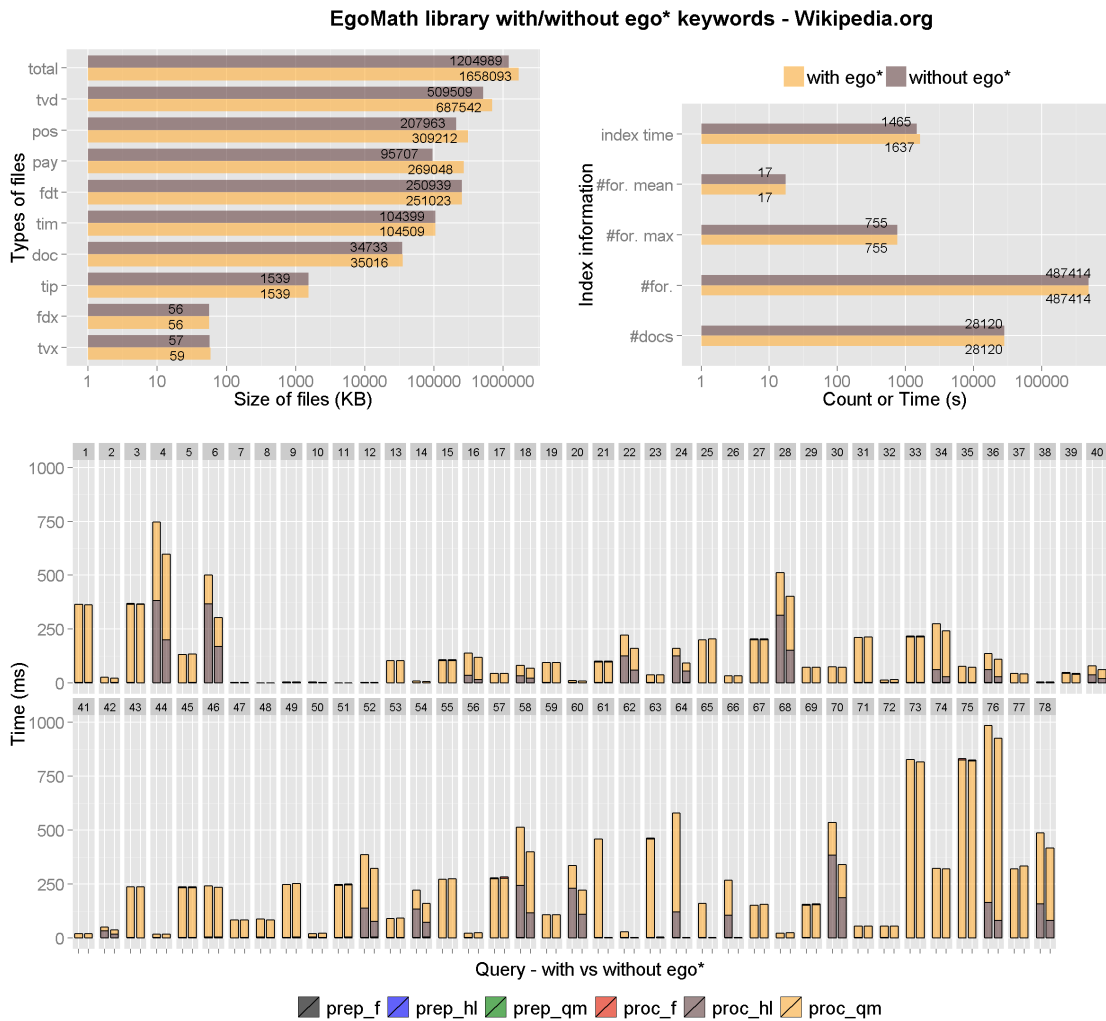 EgoMath library with/without ego* keywords - Wikipedia.org
Types of files
total 1204989
1658093
tvd 509509
687542
pos 207963
309212
pay 95707
269048
fdt 250939
251023
tim 104399
104509
doc 34733
35016
tip 1539
1539
fdx 56
56
tvx 57
59
1 10 100 1000 10000 100000 1000000
Size of files (KB)
with ego* without ego*
Index information
index time 1465
1637
#for. mean 17
17
#for. max 755
755
#for. 487414
487414
#docs 28120
28120
1 10 100 1000 10000 100000
Count or Time (s)
1 2 3 4 5 6 7 8 9 10 11 12 13 14 15 16 17 18 19 20 21 22 23 24 25 26 27 28 29 30 31 32 33 34 35 36 37 38 39 40
1000
750
500
250
0
Time (ms)
41 42 43 44 45 46 47 48 49 50 51 52 53 54 55 56 57 58 59 60 61 62 63 64 65 66 67 68 69 70 71 72 73 74 75 76 77 78
1000
750
500
250
0
Query - with vs without ego*
prep_f prep_hl prep_qm proc_f proc_hl proc_qm